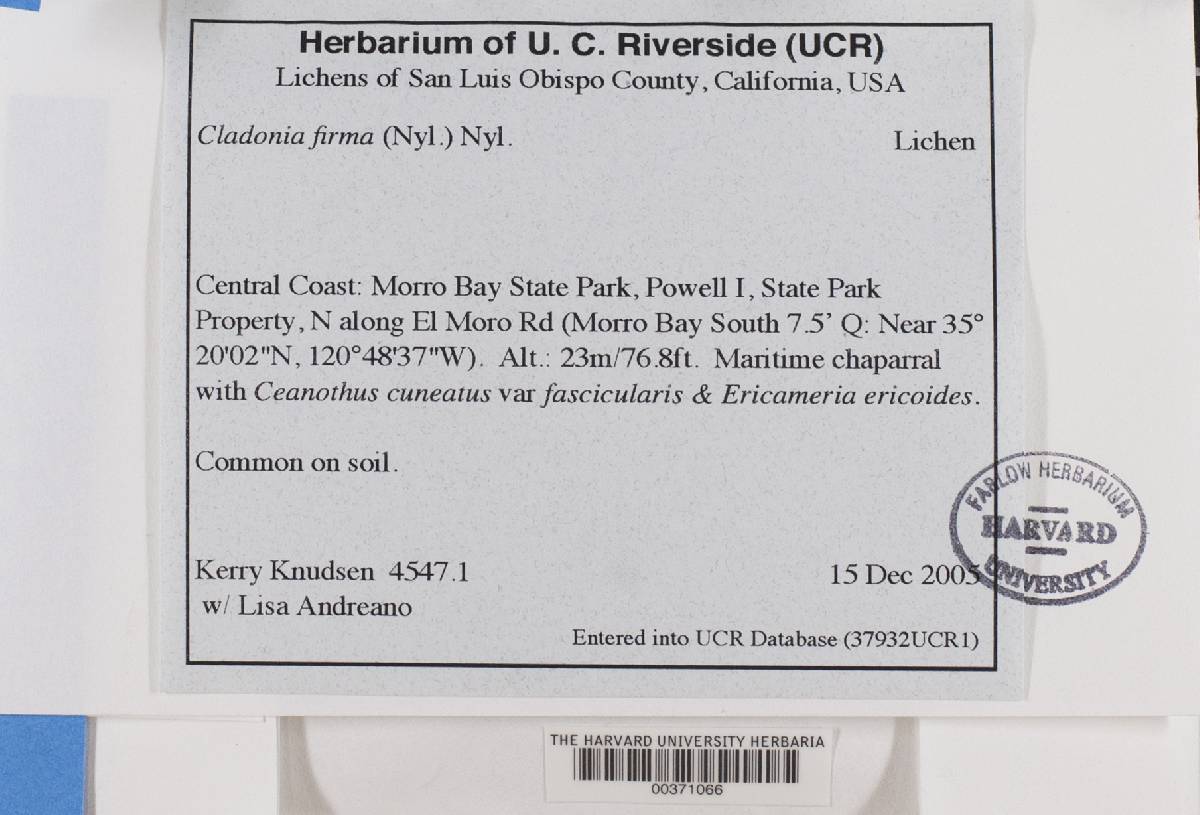 Herbarium of U. C. Riverside (UCR)
Lichens of San Luis Obispo County, California, USA
Cladonia firma (Nyl.) Nyl. Lichen
Central Coast: Morro Bay State Park, Powell I, State Park
Property, N along El Moro Rd (Morro Bay South 7.5’ Q: Near 35°
20'02"N, 120°48'37"W). Alt.: 23m/76.8ft. Maritime chaparral
with Ceanothus cuneatus var fascicularis & Ericameria ericoides.
Common on soil.
FARLOW HERBARIUM
HARVARD
UNIVERSITY
Kerry Knudsen 4547.1 15 Dec 2005
w/ Lisa Andreano
Entered into UCR Database (37932UCR1)
THE HARVARD UNIVERSITY HERBARIA
00371066